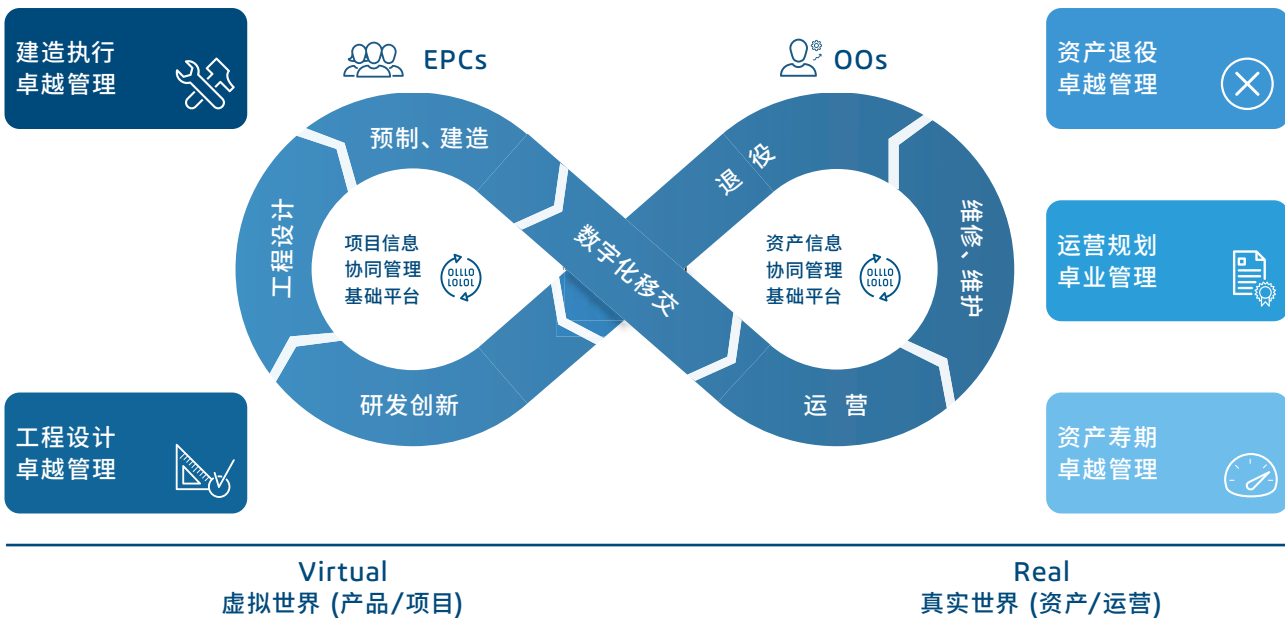 建造执行
卓越管理
EPCs
OOs
资产退役
卓越管理
预制、建造
退 役
工程设计
项目信息
协同管理
基础平台
OLLLO
LOLOL
数字化移交
资产信息
协同管理
基础平台
OLLLO
LOLOL
维修、维护
运营规划
卓业管理
研发创新
运 营
工程设计
卓越管理
资产寿期
卓越管理
Virtual
虚拟世界 (产品/项目)
Real
真实世界 (资产/运营)